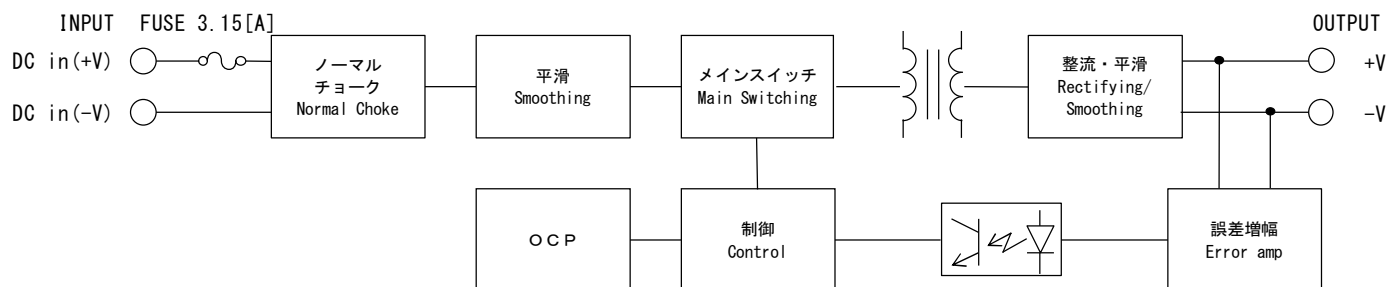 INPUT FUSE 3.15[A]
OUTPUT
DC in(+V)
DC in(-V)
ノーマル
チョーク
Normal Choke
平滑
Smoothing
メインスイッチ
Main Switching
整流・平滑
Rectifying/
Smoothing
+V
-V
ＯＣＰ
制御
Control
誤差増幅
Error amp